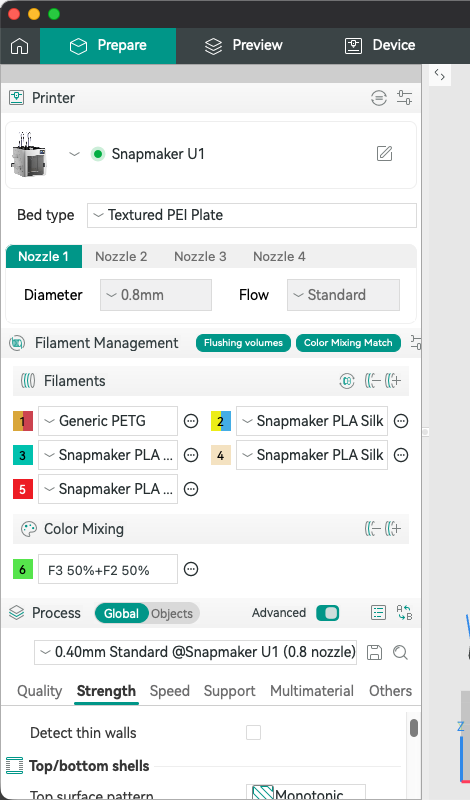 Prepare Preview Device
Printer
Snapmaker U1
Bed type Textured PEI Plate
Nozzle 1 Nozzle 2 Nozzle 3 Nozzle 4
Diameter 0.8mm Flow Standard
Filament Management Flushing volumes Color Mixing Match
Filaments
1 Generic PETG 2 Snapmaker PLA Silk
3 Snapmaker PLA ... 4 Snapmaker PLA Silk
5 Snapmaker PLA ...
Color Mixing
6 F3 50%+F2 50%
Process Global Objects Advanced
0.40mm Standard @Snapmaker U1 (0.8 nozzle)
Quality Strength Speed Support Multimaterial Others
Detect thin walls
Top/bottom shells
Top surface pattern Monotonic
Z